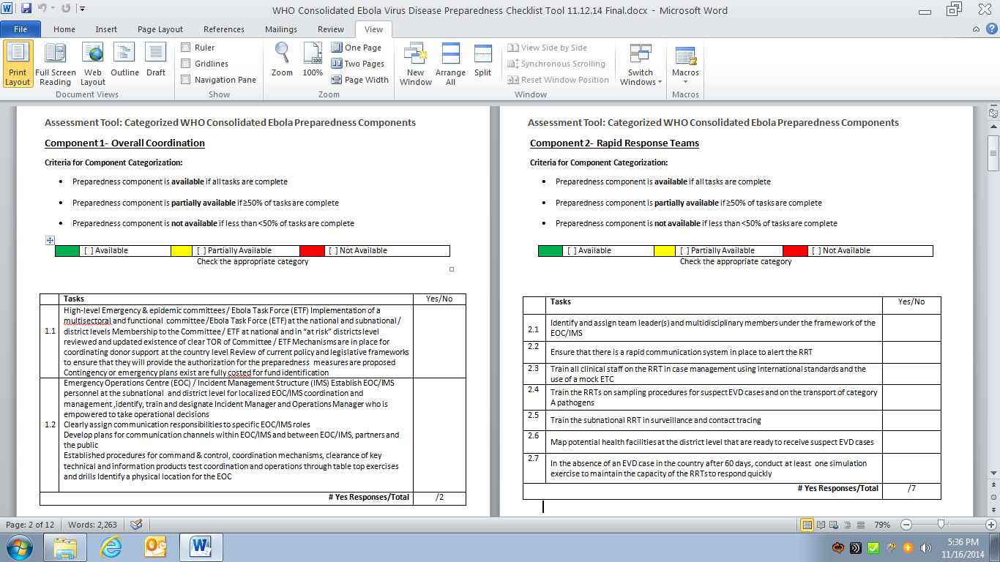 WHO Consolidated Ebola Virus Disease Preparedness Checklist Tool 11.12.14 Final.docx - Microsoft Word
File Home Insert Page Layout References Mailings Review View
Print Layout
Full Screen Reading
Web Layout
Outline
Draft
Document Views
Ruler
Gridlines
Navigation Pane
Show
Zoom
100%
One Page
Two Pages
Page Width
Zoom
New Window
Arrange All
Split
View Side by Side
Synchronous Scrolling
Reset Window Position
Window
Switch Windows
Macros
Macros
Assessment Tool: Categorized WHO Consolidated Ebola Preparedness Components
Component 1- Overall Coordination
Criteria for Component Categorization:
• Preparedness component is available if all tasks are complete
• Preparedness component is partially available if ≥50% of tasks are complete
• Preparedness component is not available if less than <50% of tasks are complete
[ ] Available [ ] Partially Available [ ] Not Available
Check the appropriate category
Tasks Yes/No
High-level Emergency & epidemic committees / Ebola Task Force (ETF) Implementation of a
multisectoral and functional committee /Ebola Task Force (ETF) at the national and subnational /
1.1 district levels Membership to the Committee / ETF at national and in “at risk” districts level
reviewed and updated existence of clear TOR of Committee / ETF Mechanisms are in place for
coordinating donor support at the country level Review of current policy and legislative frameworks
to ensure that they will provide the authorization for the preparedness measures are proposed
Contingency or emergency plans exist are fully costed for fund identification
Emergency Operations Centre (EOC) / Incident Management Structure (IMS) Establish EOC/IMS
personnel at the subnational and district level for localized EOC/IMS coordination and
management ,identify, train and designate Incident Manager and Operations Manager who is
empowered to take operational decisions
1.2 Clearly assign communication responsibilities to specific EOC/IMS roles
Develop plans for communication channels within EOC/IMS and between EOC/IMS, partners and
the public
Established procedures for command & control, coordination mechanisms, clearance of key
technical and information products test coordination and operations through table top exercises
and drills Identify a physical location for the EOC
# Yes Responses/Total /2
Assessment Tool: Categorized WHO Consolidated Ebola Preparedness Components
Component 2- Rapid Response Teams
Criteria for Component Categorization:
• Preparedness component is available if all tasks are complete
• Preparedness component is partially available if ≥50% of tasks are complete
• Preparedness component is not available if less than <50% of tasks are complete
[ ] Available [ ] Partially Available [ ] Not Available
Check the appropriate category
Tasks Yes/No
2.1 Identify and assign team leader(s) and multidisciplinary members under the framework of the
EOC/IMS
2.2 Ensure that there is a rapid communication system in place to alert the RRT
2.3 Train all clinical staff on the RRT in case management using international standards and the
use of a mock ETC
2.4 Train the RRTs on sampling procedures for suspect EVD cases and on the transport of category
A pathogens
2.5 Train the subnational RRT in surveillance and contact tracing
2.6 Map potential health facilities at the district level that are ready to receive suspect EVD cases
2.7 In the absence of an EVD case in the country after 60 days, conduct at least one simulation
exercise to maintain the capacity of the RRTs to respond quickly
# Yes Responses/Total /7
Page: 2 of 12 Words: 2,263 79%
5:36 PM
11/16/2014